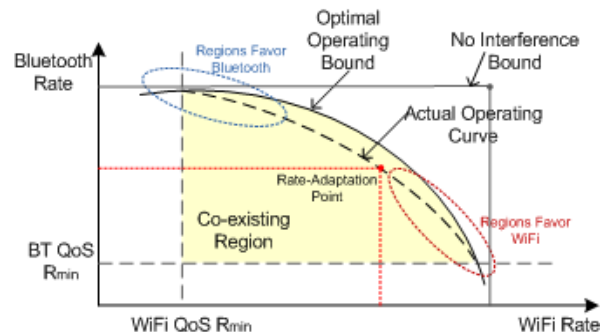 Optimal
Operating
Bound
No Interference
Bound
Bluetooth
Rate
Regions Favor
Bluetooth
Actual Operating
Curve
Rate-Adaptation
Point
Co-existing
Region
Regions Favor
WiFi
BT QoS
Rmin
WiFi QoS Rmin
WiFi Rate